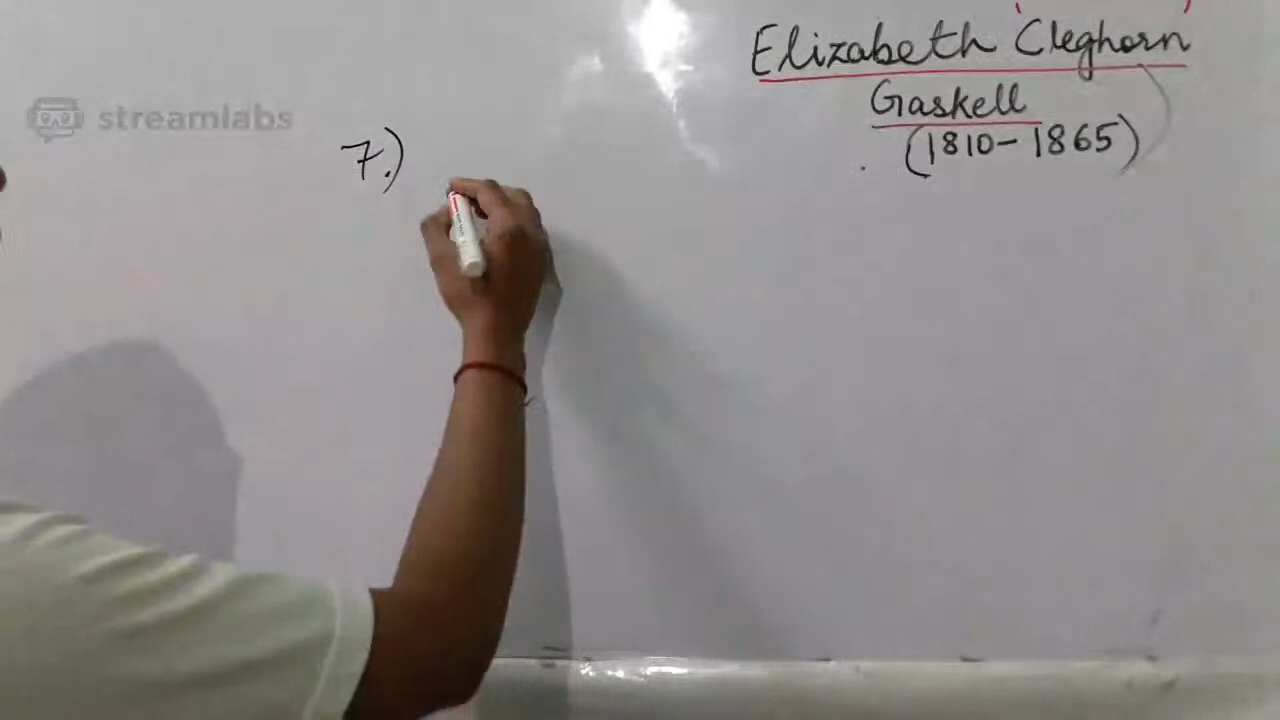 Elizabeth Cleghorn
Gaskell
(1810-1865)
streamlabs
7.)